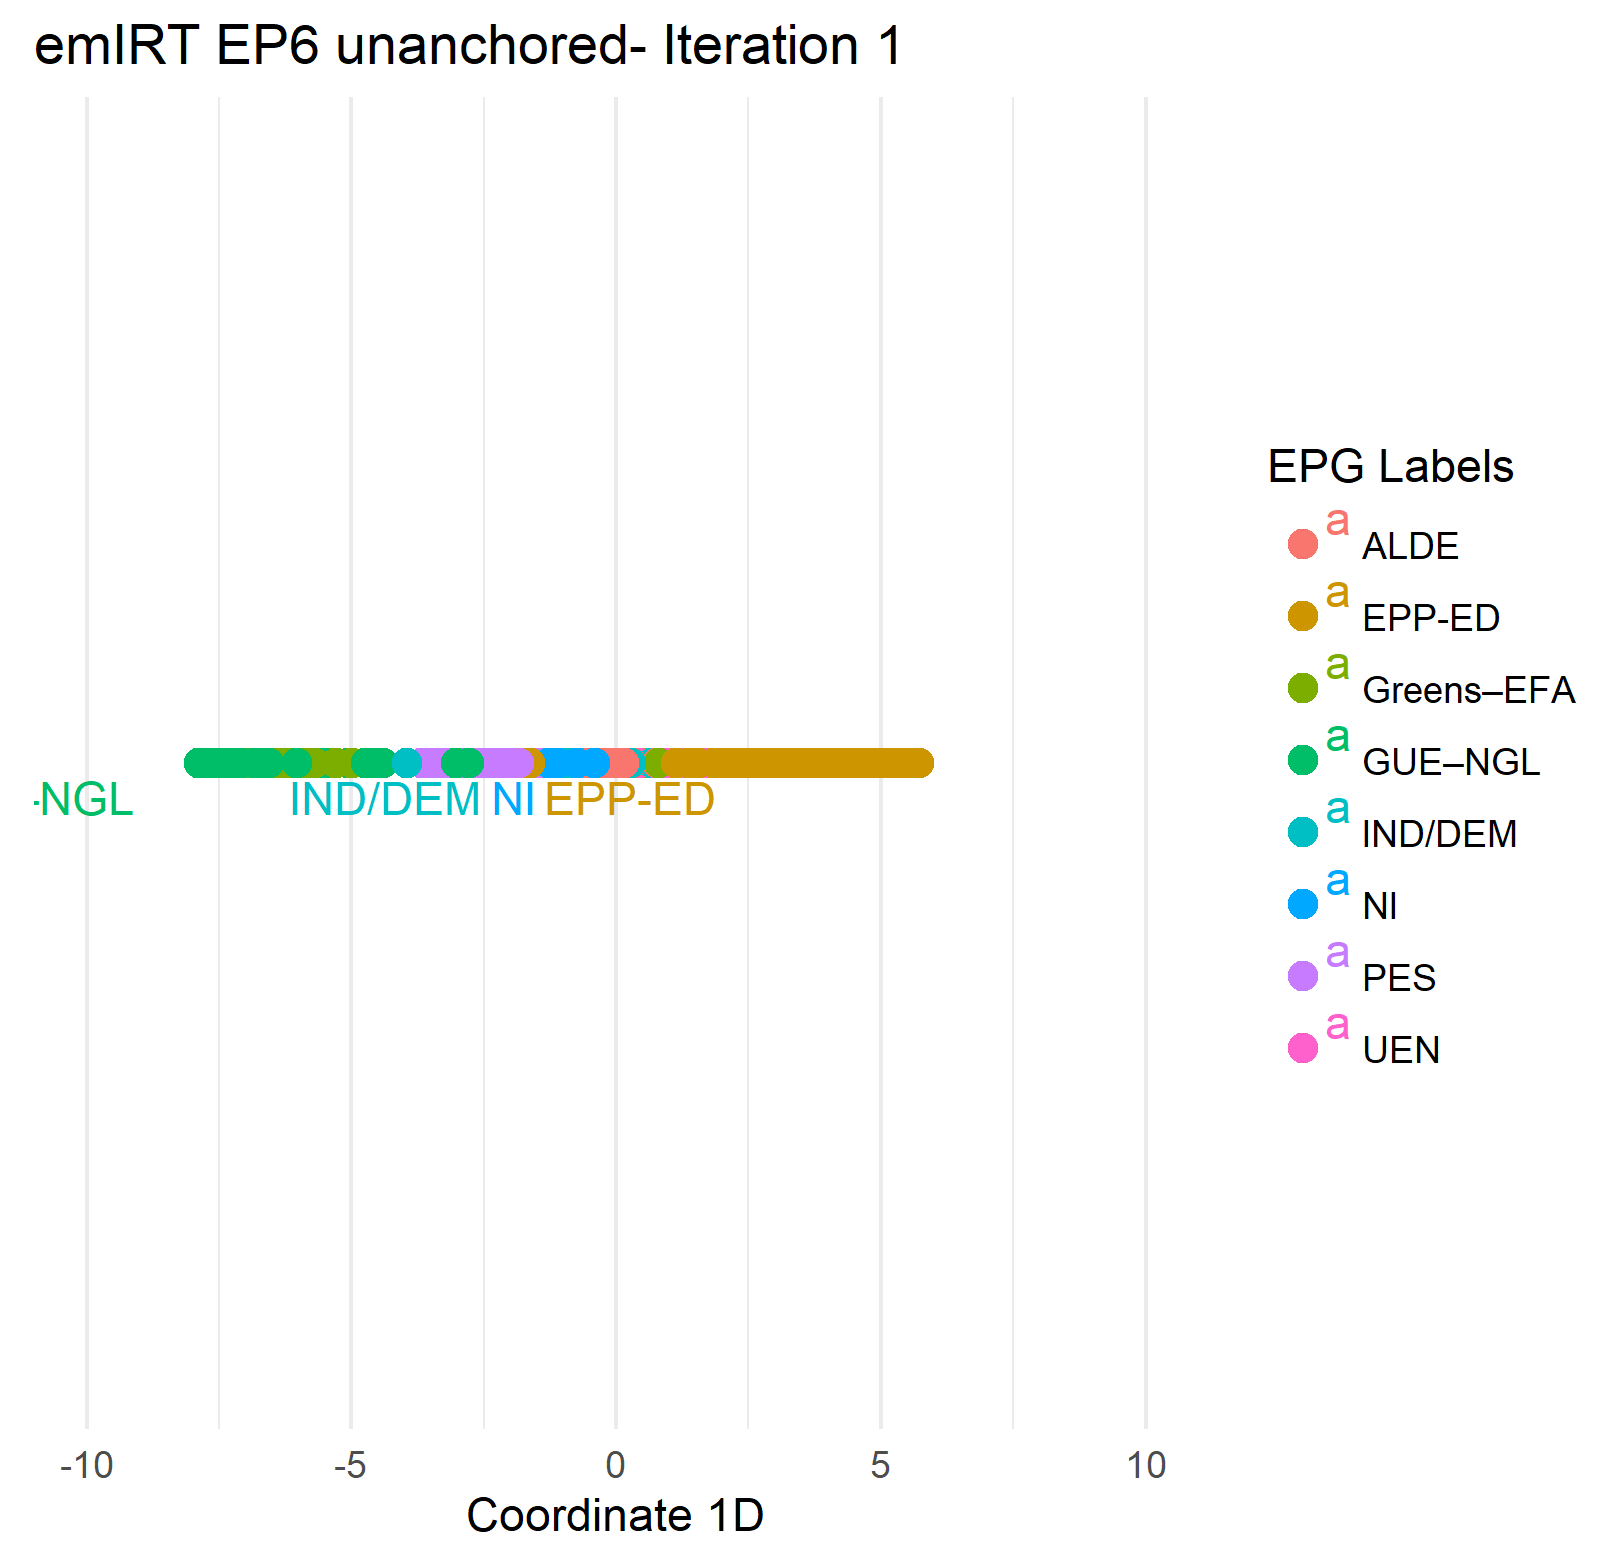 emIRT EP6 unanchored- Iteration 1
-NGL IND/DEM NI EPP-ED
-10 -5 0 5 10
Coordinate 1D
EPG Labels
a ALDE
a EPP-ED
a Greens–EFA
a GUE–NGL
a IND/DEM
a NI
a PES
a UEN